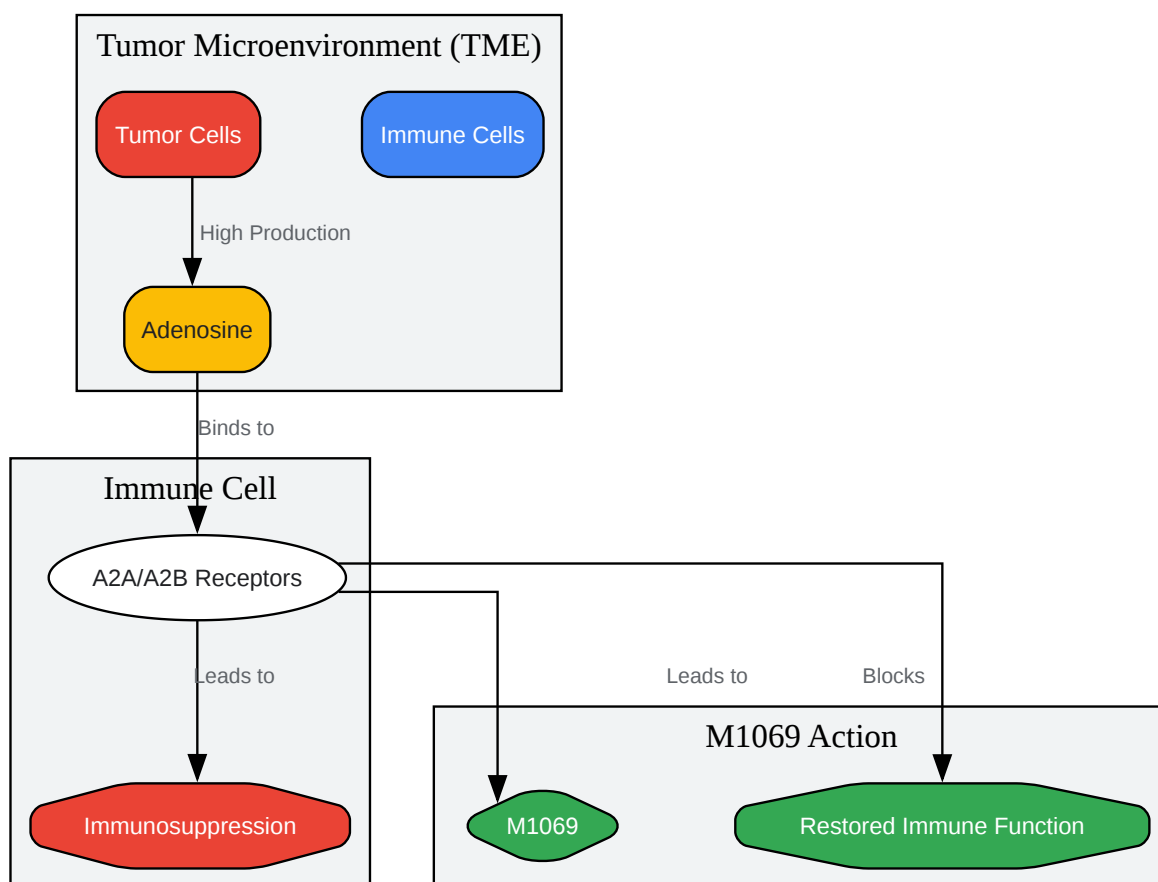 Tumor Microenvironment (TME)
Tumor Cells
Immune Cells
High Production
Adenosine
Binds to
Immune Cell
A2A/A2B Receptors
Leads to
Leads to
Blocks
M1069 Action
Immunosuppression
M1069
Restored Immune Function